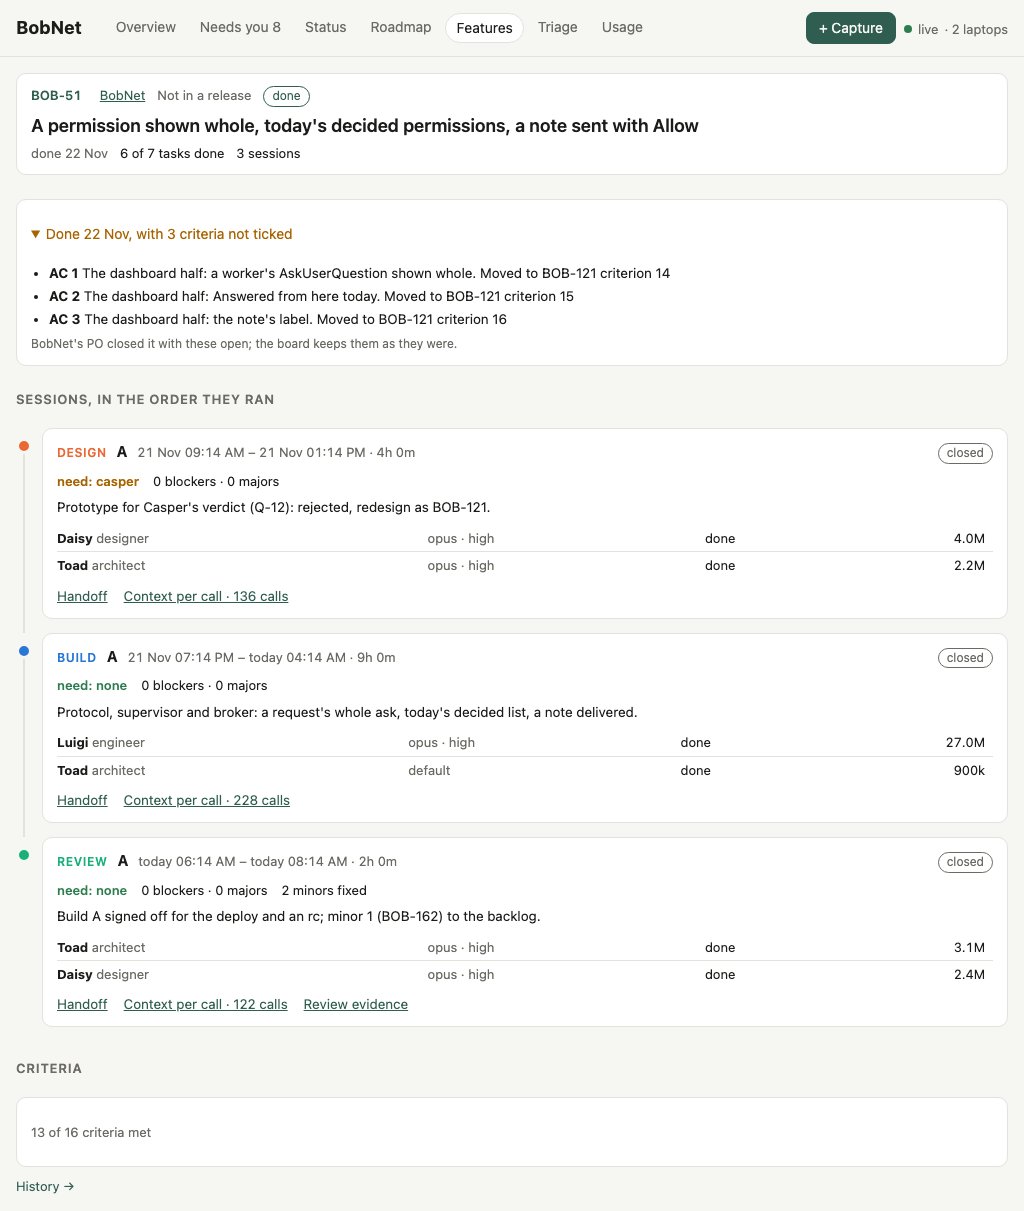 BobNet Overview Needs you 8 Status Roadmap Features Triage Usage + Capture live · 2 laptops
BOB-51 BobNet Not in a release done
A permission shown whole, today's decided permissions, a note sent with Allow
done 22 Nov 6 of 7 tasks done 3 sessions
▼ Done 22 Nov, with 3 criteria not ticked
• AC 1 The dashboard half: a worker's AskUserQuestion shown whole. Moved to BOB-121 criterion 14
• AC 2 The dashboard half: Answered from here today. Moved to BOB-121 criterion 15
• AC 3 The dashboard half: the note's label. Moved to BOB-121 criterion 16
BobNet's PO closed it with these open; the board keeps them as they were.
SESSIONS, IN THE ORDER THEY RAN
DESIGN A 21 Nov 09:14 AM – 21 Nov 01:14 PM · 4h 0m closed
need: casper 0 blockers · 0 majors
Prototype for Casper's verdict (Q-12): rejected, redesign as BOB-121.
Daisy designer opus · high done 4.0M
Toad architect opus · high done 2.2M
Handoff Context per call · 136 calls
BUILD A 21 Nov 07:14 PM – today 04:14 AM · 9h 0m closed
need: none 0 blockers · 0 majors
Protocol, supervisor and broker: a request's whole ask, today's decided list, a note delivered.
Luigi engineer opus · high done 27.0M
Toad architect default done 900k
Handoff Context per call · 228 calls
REVIEW A today 06:14 AM – today 08:14 AM · 2h 0m closed
need: none 0 blockers · 0 majors 2 minors fixed
Build A signed off for the deploy and an rc; minor 1 (BOB-162) to the backlog.
Toad architect opus · high done 3.1M
Daisy designer opus · high done 2.4M
Handoff Context per call · 122 calls Review evidence
CRITERIA
13 of 16 criteria met
History →